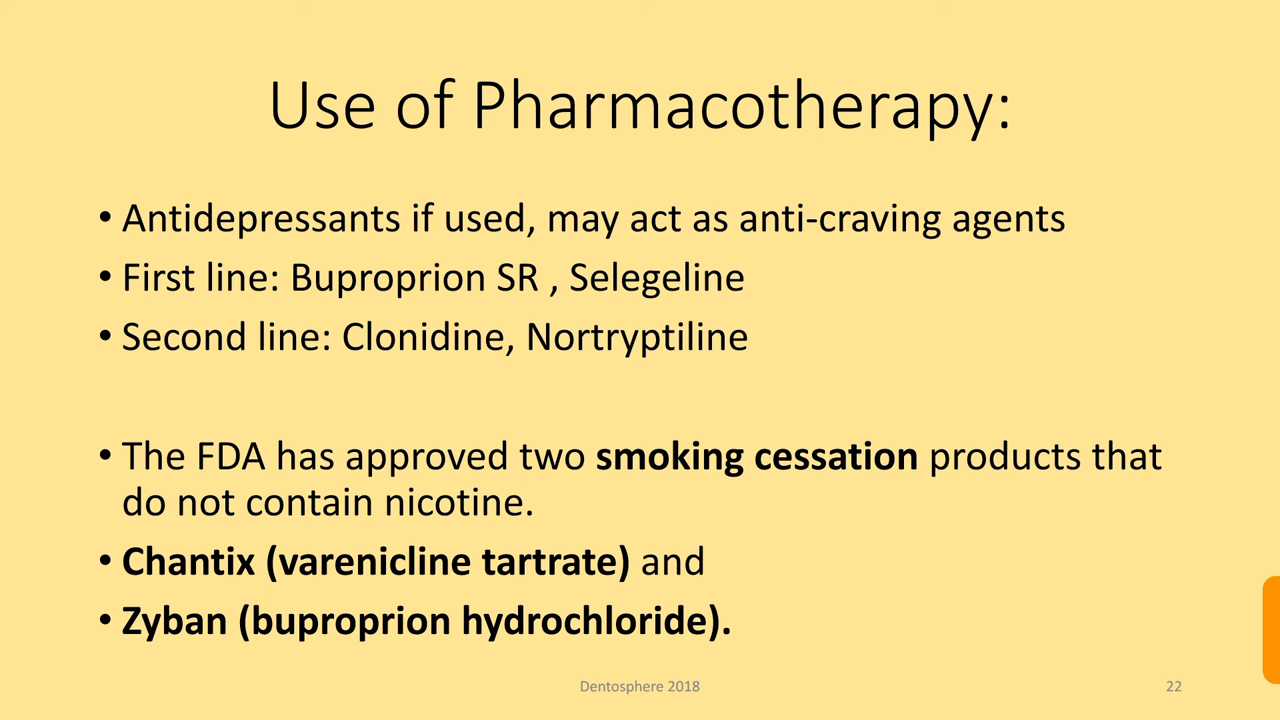 Use of Pharmacotherapy:
• Antidepressants if used, may act as anti-craving agents
• First line: Buproprion SR , Selegeline
• Second line: Clonidine, Nortryptiline
• The FDA has approved two smoking cessation products that
do not contain nicotine.
• Chantix (varenicline tartrate) and
• Zyban (buproprion hydrochloride).
Dentosphere 2018
22